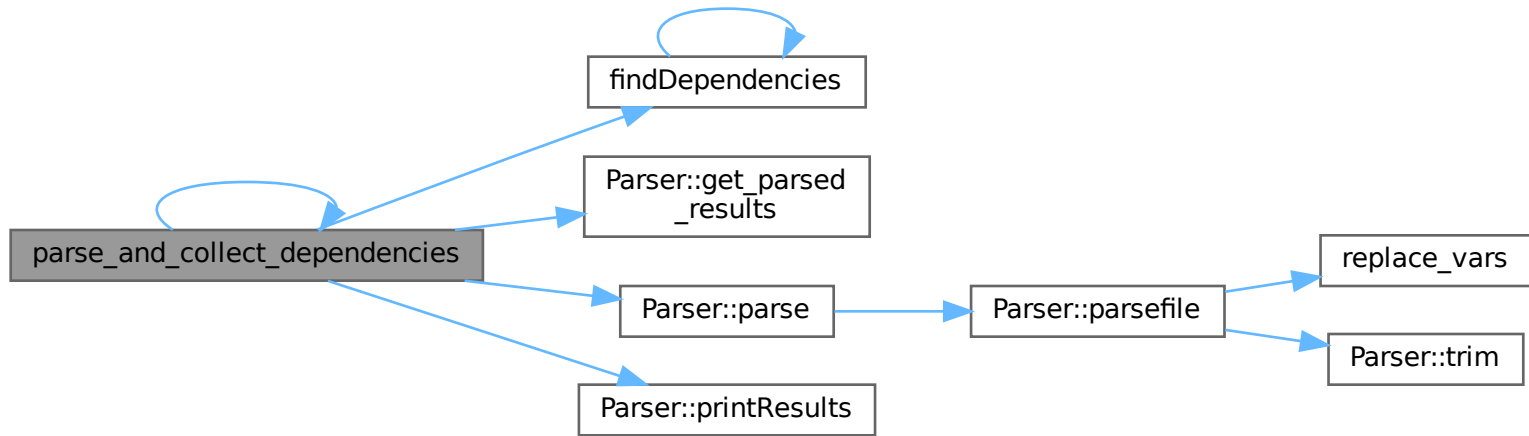 findDependencies
Parser::get_parsed
_results
parse_and_collect_dependencies
replace_vars
Parser::parse
Parser::parsefile
Parser::trim
Parser::printResults